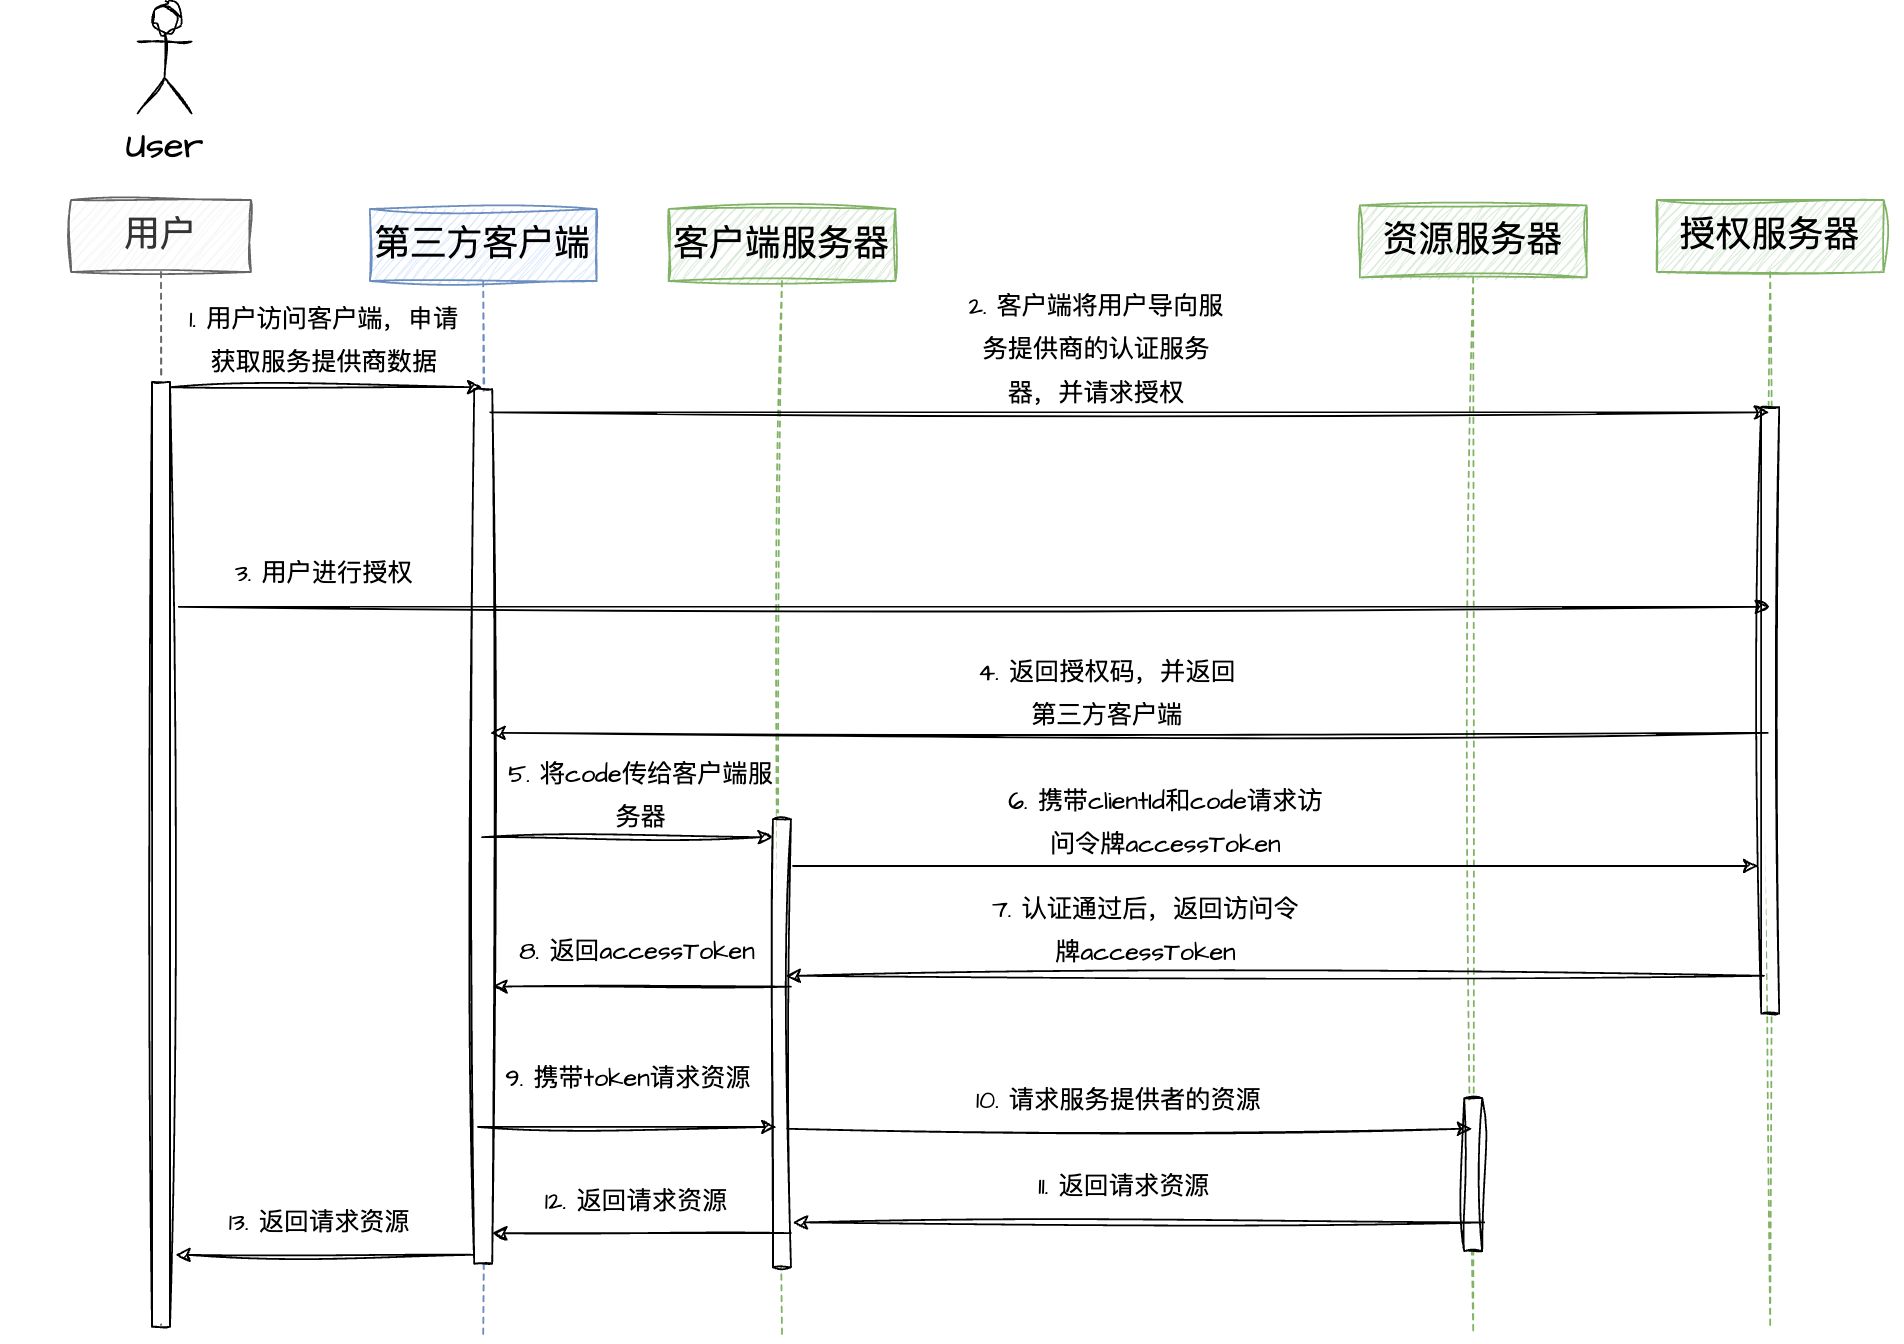 User
用户
第三方客户端
客户端服务器
资源服务器
授权服务器
1. 用户访问客户端，申请
获取服务提供商数据
2. 客户端将用户导向服
务提供商的认证服务
器，并请求授权
3. 用户进行授权
4. 返回授权码，并返回
第三方客户端
5. 将code传给客户端服
务器
6. 携带clientId和code请求访
问令牌accessToken
7. 认证通过后，返回访问令
牌accessToken
8. 返回accessToken
9. 携带token请求资源
10. 请求服务提供者的资源
11. 返回请求资源
12. 返回请求资源
13. 返回请求资源